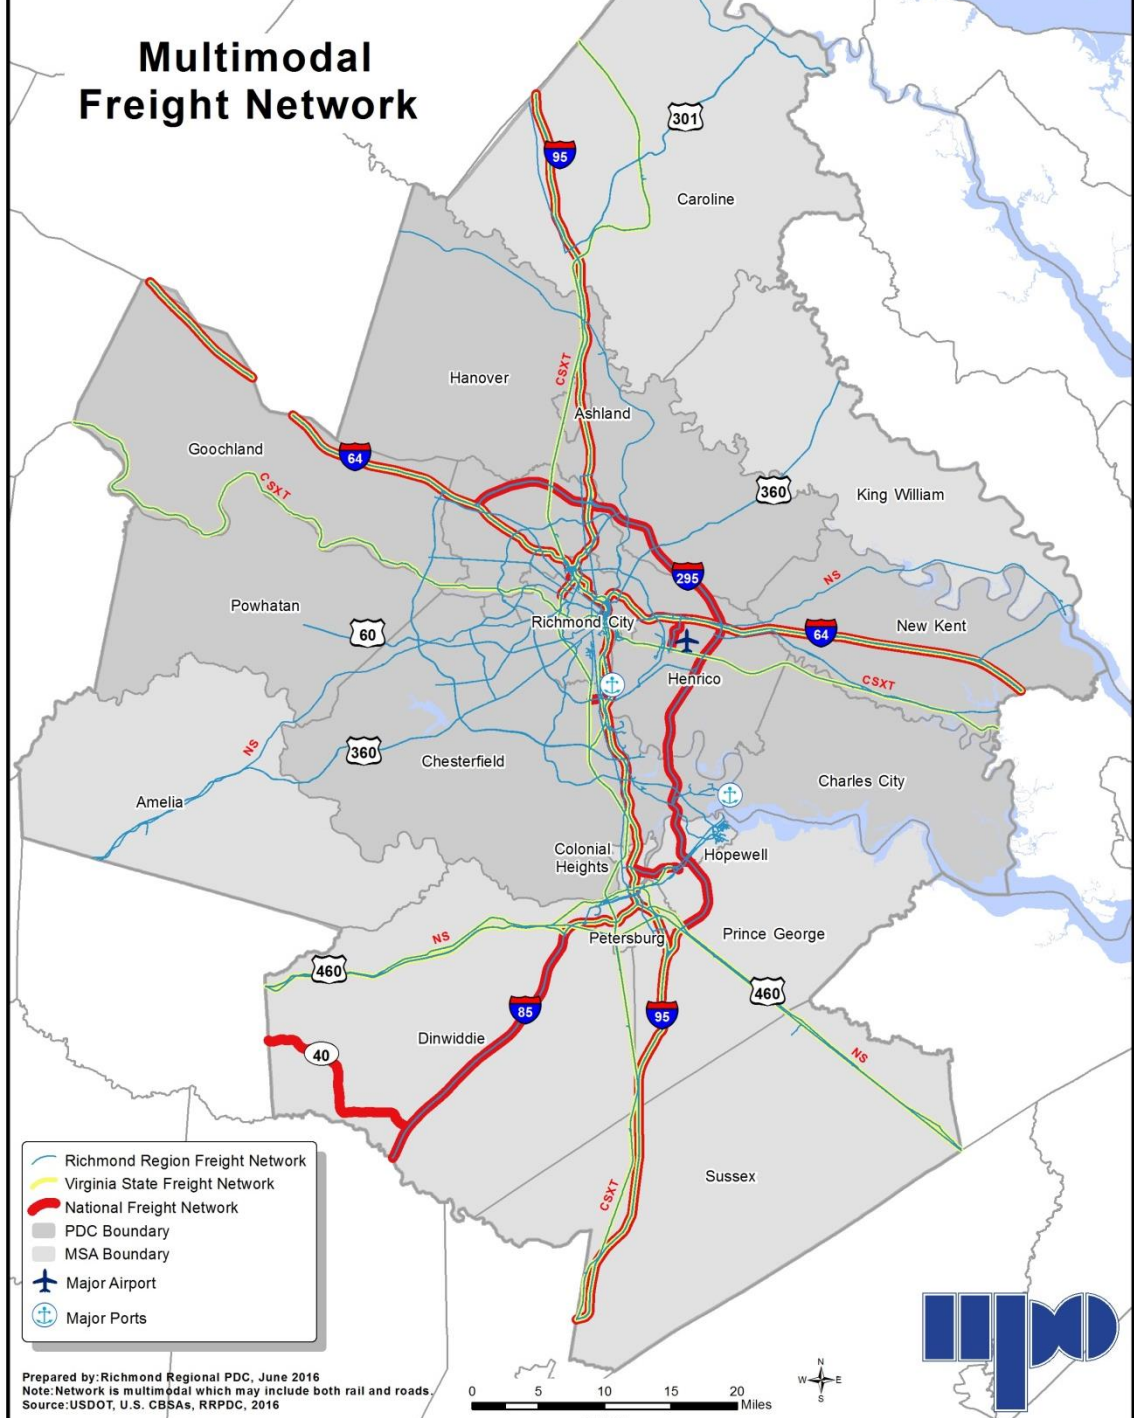 Multimodal
Freight Network
301
95
Caroline
CSXT
Hanover
Ashland
Goochland
64
CSXT
360
King William
295
NS
Powhatan
60
Richmond City
64
New Kent
Henrico
CSXT
NS
360
Chesterfield
Charles City
Amelia
Colonial
Heights
Hopewell
NS
Petersburg
Prince George
460
460
85
95
Dinwiddie
40
NS
Sussex
CSXT
Richmond Region Freight Network
Virginia State Freight Network
National Freight Network
PDC Boundary
MSA Boundary
Major Airport
Major Ports
Prepared by:Richmond Regional PDC, June 2016
Note:Network is multimodal which may include both rail and roads.
Source:USDOT, U.S. CBSAs, RRPDC, 2016
0 5 10 15 20
Miles
N
W E
S
mpo